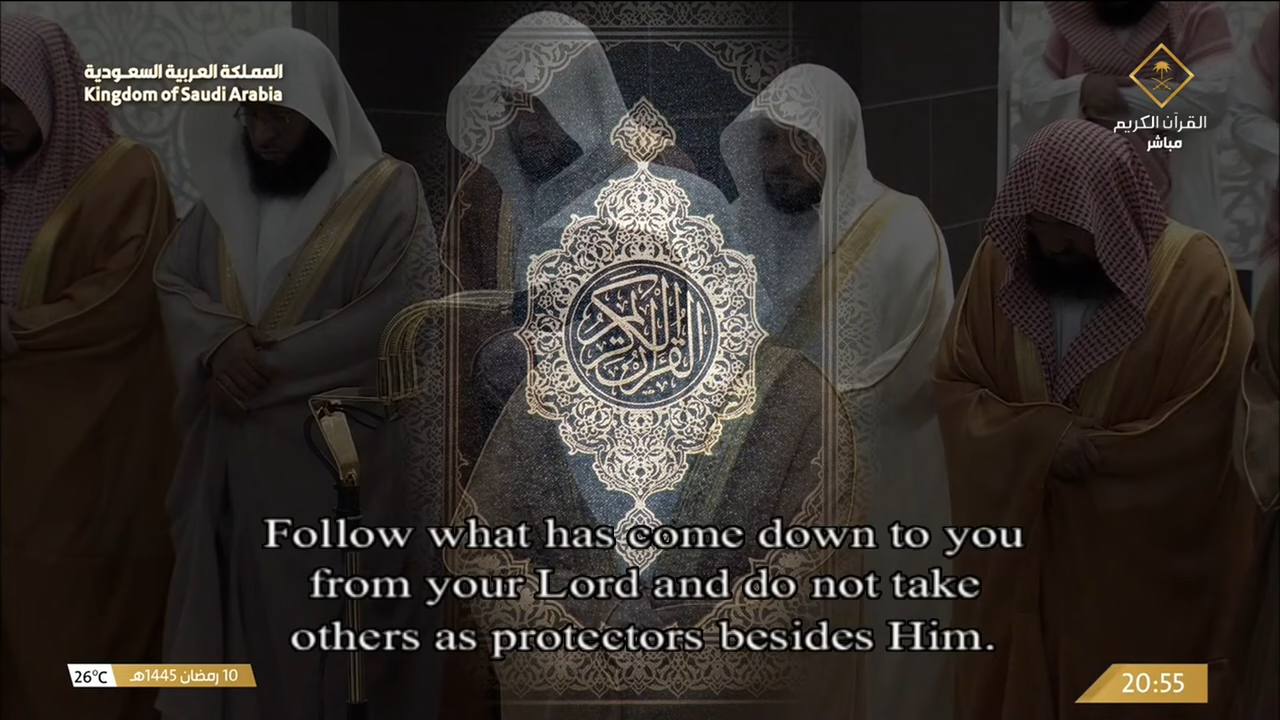 المملكة العربية السعودية
Kingdom of Saudi Arabia
القرآن الكريم
مباشر
القرآن الكريم
Follow what has come down to you
from your Lord and do not take
others as protectors besides Him.
26°C
10 رمضان 1445هـ
20:55